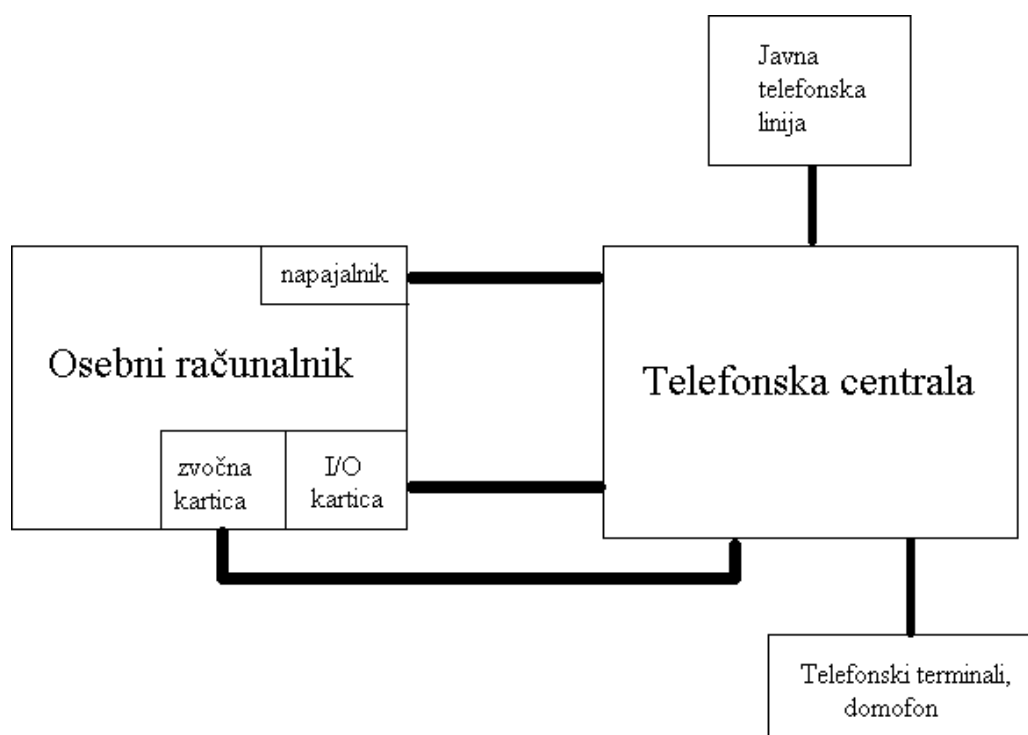 Javna
telefonska
linija
napajalnik
Osebni računalnik
Telefonska centrala
zvočna
kartica
I/O
kartica
Telefonski terminali,
domofon